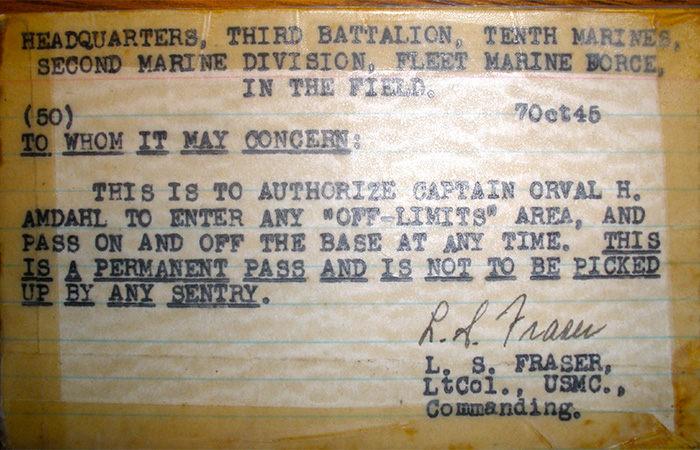 HEADQUARTERS, THIRD BATTALION, TENTH MARINES,
SECOND MARINE DIVISION, FLEET MARINE FORCE,
IN THE FIELD.
(50) 7Oct45
TO WHOM IT MAY CONCERN:
THIS IS TO AUTHORIZE CAPTAIN ORVAL H.
AMDAHL TO ENTER ANY "OFF-LIMITS" AREA, AND
PASS ON AND OFF THE BASE AT ANY TIME. THIS
IS A PERMANENT PASS AND IS NOT TO BE PICKED
UP BY ANY SENTRY.
L. S. Fraser
L. S. FRASER,
LtCol., USMC.,
Commanding.